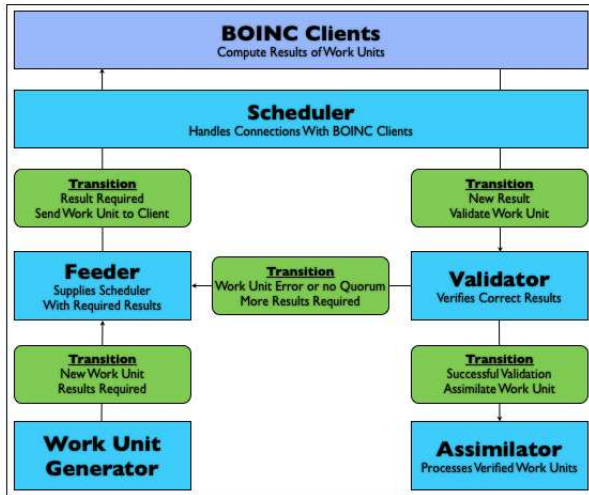 BOINC Clients
Compute Results of Work Units
Scheduler
Handles Connections With BOINC Clients
Transition
Result Required
Send Work Unit to Client
Transition
New Result
Validate Work Unit
Feeder
Supplies Scheduler
With Required Results
Transition
Work Unit Error or no Quorum
More Results Required
Validator
Verifies Correct Results
Transition
New Work Unit
Results Required
Transition
Successful Validation
Assimilate Work Unit
Work Unit
Generator
Assimilator
Processes Verified Work Units